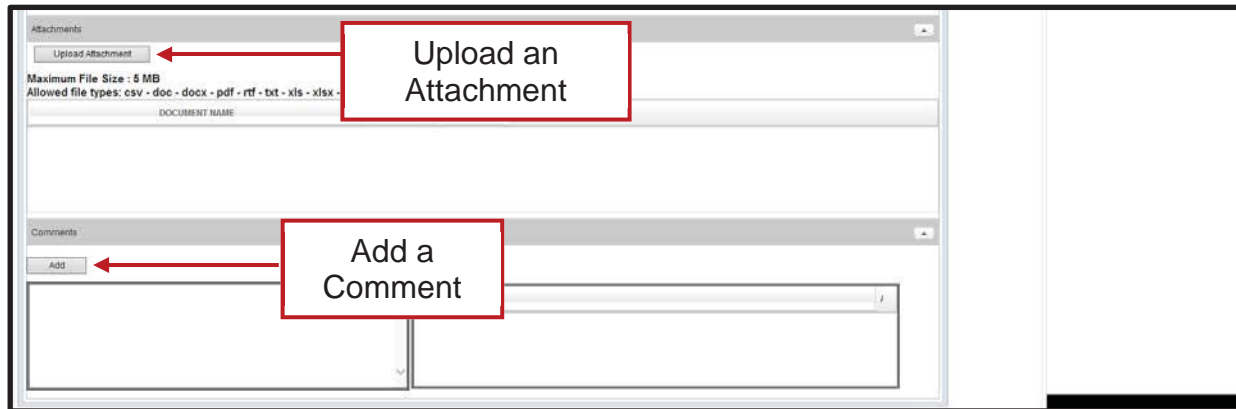 Attachments
Upload Attachment
Upload an
Attachment
Maximum File Size : 5 MB
Allowed file types: csv - doc - docx - pdf - rtf - txt - xls - xlsx -
DOCUMENT NAME
Comments
Add
Add a
Comment